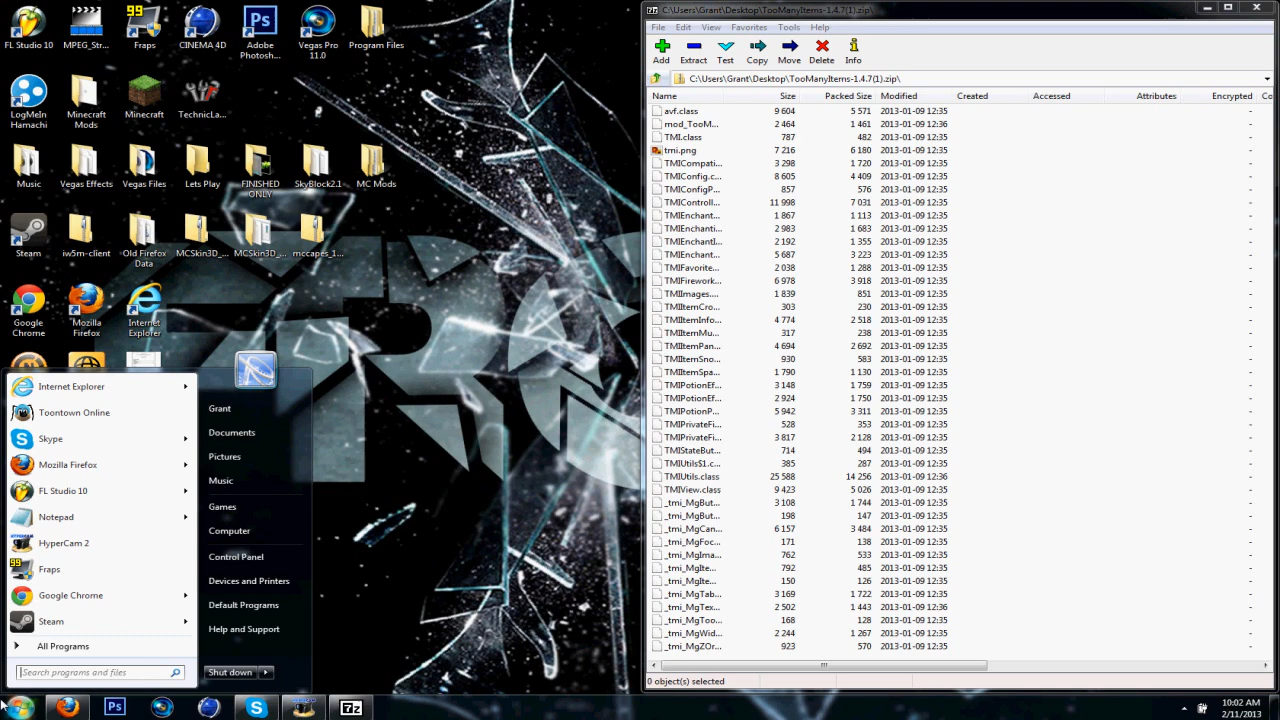 FL Studio 10
MPEG_Str...
Fraps
CINEMA 4D
Adobe Photosh...
Vegas Pro 11.0
Program Files
LogMeIn Hamachi
Minecraft Mods
Minecraft
TechnicLa...
Music
Vegas Effects
Vegas Files
Lets Play
FINISHED ONLY
SkyBlock2.1
MC Mods
Steam
iw5m-client
Old Firefox Data
MCSkin3D_...
MCSkin3D_...
mccapes_1...
Google Chrome
Mozilla Firefox
Internet Explorer
Internet Explorer
Toontown Online
Skype
Mozilla Firefox
FL Studio 10
Notepad
HyperCam 2
Fraps
Google Chrome
Steam
All Programs
Search programs and files
Grant
Documents
Pictures
Music
Games
Computer
Control Panel
Devices and Printers
Default Programs
Help and Support
Shut down
C:\Users\Grant\Desktop\TooManyItems-1.4.7(1).zip\
File Edit View Favorites Tools Help
Add Extract Test Copy Move Delete Info
C:\Users\Grant\Desktop\TooManyItems-1.4.7(1).zip\
Name Size Packed Size Modified Created Accessed Attributes Encrypted Co
avf.class 9 604 5 571 2013-01-09 12:35 -
mod_TooM... 2 464 1 461 2013-01-09 12:36 -
TMI.class 787 482 2013-01-09 12:35 -
tmi.png 7 216 6 180 2013-01-09 12:35 -
TMICompati... 3 298 1 720 2013-01-09 12:35 -
TMIConfig.c... 8 605 4 409 2013-01-09 12:35 -
TMIConfigP... 857 576 2013-01-09 12:35 -
TMIControll... 11 998 7 031 2013-01-09 12:35 -
TMIEnchant... 1 867 1 113 2013-01-09 12:35 -
TMIEnchanti... 2 983 1 683 2013-01-09 12:35 -
TMIEnchantI... 2 192 1 355 2013-01-09 12:35 -
TMIEnchant... 5 687 3 223 2013-01-09 12:35 -
TMIFavorite... 2 038 1 288 2013-01-09 12:35 -
TMIFirework... 6 978 3 918 2013-01-09 12:35 -
TMIImages.... 1 839 851 2013-01-09 12:35 -
TMIItemCro... 303 230 2013-01-09 12:35 -
TMIItemInfo... 4 774 2 518 2013-01-09 12:35 -
TMIItemMu... 317 238 2013-01-09 12:35 -
TMIItemPan... 4 694 2 692 2013-01-09 12:35 -
TMIItemSno... 930 583 2013-01-09 12:35 -
TMIItemSpa... 1 790 1 130 2013-01-09 12:35 -
TMIPotionEf... 3 148 1 759 2013-01-09 12:35 -
TMIPotionEf... 2 924 1 750 2013-01-09 12:35 -
TMIPotionP... 5 942 3 311 2013-01-09 12:35 -
TMIPrivateFi... 528 353 2013-01-09 12:35 -
TMIPrivateFi... 3 817 2 128 2013-01-09 12:35 -
TMIStateBut... 714 494 2013-01-09 12:35 -
TMIUtils$1.c... 385 287 2013-01-09 12:35 -
TMIUtils.class 25 588 14 256 2013-01-09 12:36 -
TMIView.class 9 423 5 026 2013-01-09 12:35 -
_tmi_MgBut... 3 108 1 744 2013-01-09 12:35 -
_tmi_MgBut... 198 147 2013-01-09 12:35 -
_tmi_MgCan... 6 157 3 484 2013-01-09 12:35 -
_tmi_MgFoc... 171 138 2013-01-09 12:35 -
_tmi_MgIma... 762 533 2013-01-09 12:35 -
_tmi_MgIte... 792 485 2013-01-09 12:35 -
_tmi_MgIte... 150 126 2013-01-09 12:35 -
_tmi_MgTab... 3 169 1 722 2013-01-09 12:35 -
_tmi_MgTex... 2 502 1 443 2013-01-09 12:36 -
_tmi_MgToo... 168 128 2013-01-09 12:35 -
_tmi_MgWid... 2 244 1 267 2013-01-09 12:35 -
_tmi_MgZOr... 923 570 2013-01-09 12:35 -
0 object(s) selected
10:02 AM
2/11/2013